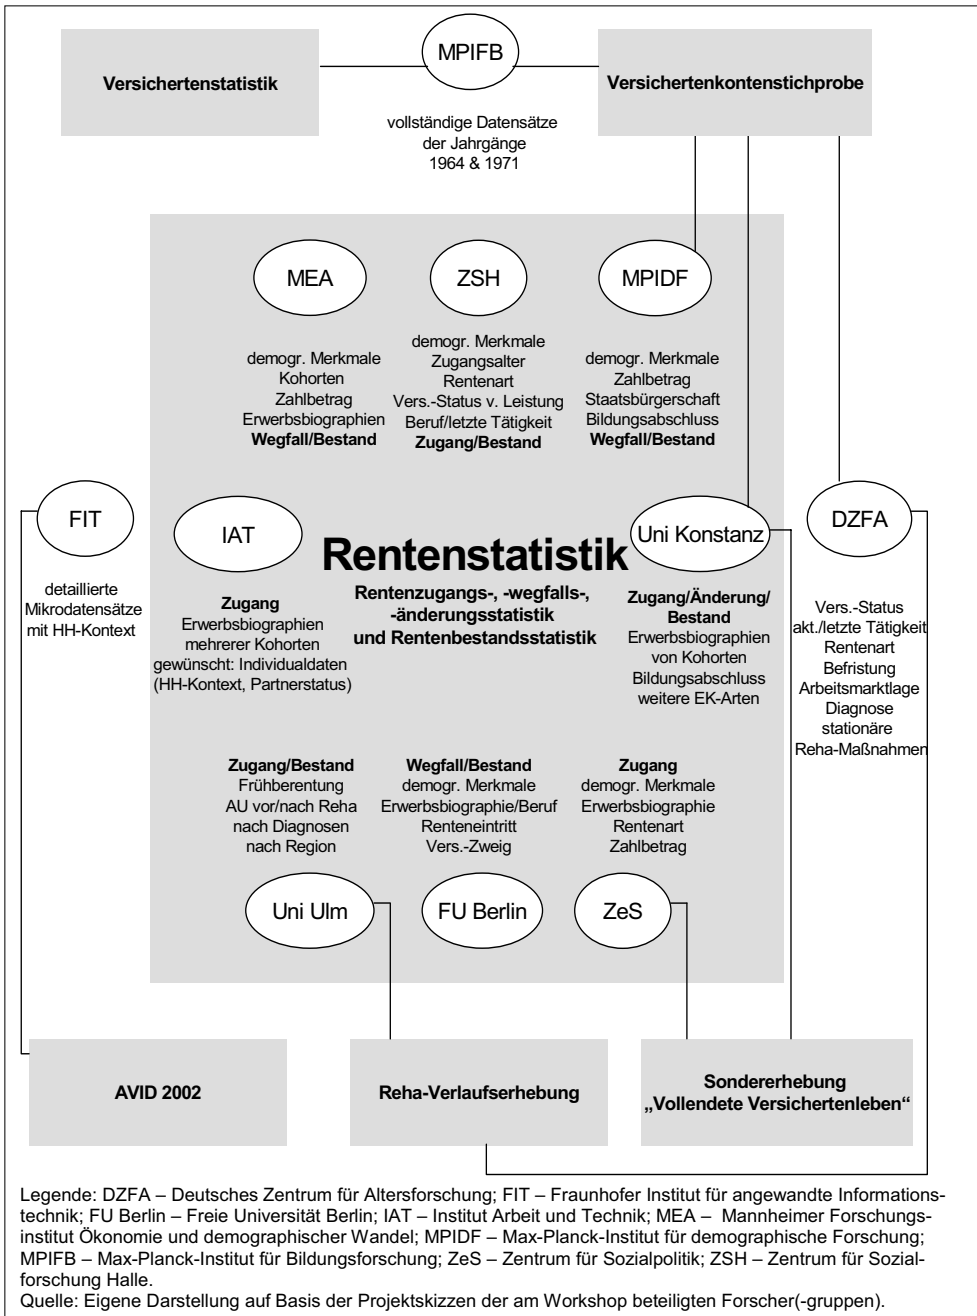 MPIFB
Versichertenstatistik
Versichertenkontenstichprobe
vollständige Datensätze
der Jahrgänge
1964 & 1971
MEA
ZSH
MPIDF
demogr. Merkmale
Kohorten
Zahlbetrag
Erwerbsbiographien
Wegfall/Bestand
demogr. Merkmale
Zugangsalter
Rentenart
Vers.-Status v. Leistung
Beruf/letzte Tätigkeit
Zugang/Bestand
demogr. Merkmale
Zahlbetrag
Staatsbürgerschaft
Bildungsabschluss
Wegfall/Bestand
FIT
detaillierte
Mikrodatensätze
mit HH-Kontext
IAT
Zugang
Erwerbsbiographien
mehrerer Kohorten
gewünscht: Individualdaten
(HH-Kontext, Partnerstatus)
Rentenstatistik
Rentenzugangs-, -wegfalls-,
-änderungsstatistik
und Rentenbestandsstatistik
Uni Konstanz
Zugang/Änderung/
Bestand
Erwerbsbiographien
von Kohorten
Bildungsabschluss
weitere EK-Arten
DZFA
Vers.-Status
akt./letzte Tätigkeit
Rentenart
Befristung
Arbeitsmarktlage
Diagnose
stationäre
Reha-Maßnahmen
Zugang/Bestand
Frühberentung
AU vor/nach Reha
nach Diagnosen
nach Region
Uni Ulm
Wegfall/Bestand
demogr. Merkmale
Erwerbsbiographie/Beruf
Renteneintritt
Vers.-Zweig
FU Berlin
Zugang
demogr. Merkmale
Erwerbsbiographie
Rentenart
Zahlbetrag
ZeS
AVID 2002
Reha-Verlaufserhebung
Sondererhebung
„Vollendete Versichertenleben“
Legende: DZFA – Deutsches Zentrum für Altersforschung; FIT – Fraunhofer Institut für angewandte Informations-
technik; FU Berlin – Freie Universität Berlin; IAT – Institut Arbeit und Technik; MEA – Mannheimer Forschungs-
institut Ökonomie und demographischer Wandel; MPIDF – Max-Planck-Institut für demographische Forschung;
MPIFB – Max-Planck-Institut für Bildungsforschung; ZeS – Zentrum für Sozialpolitik; ZSH – Zentrum für Sozial-
forschung Halle.
Quelle: Eigene Darstellung auf Basis der Projektskizzen der am Workshop beteiligten Forscher(-gruppen).